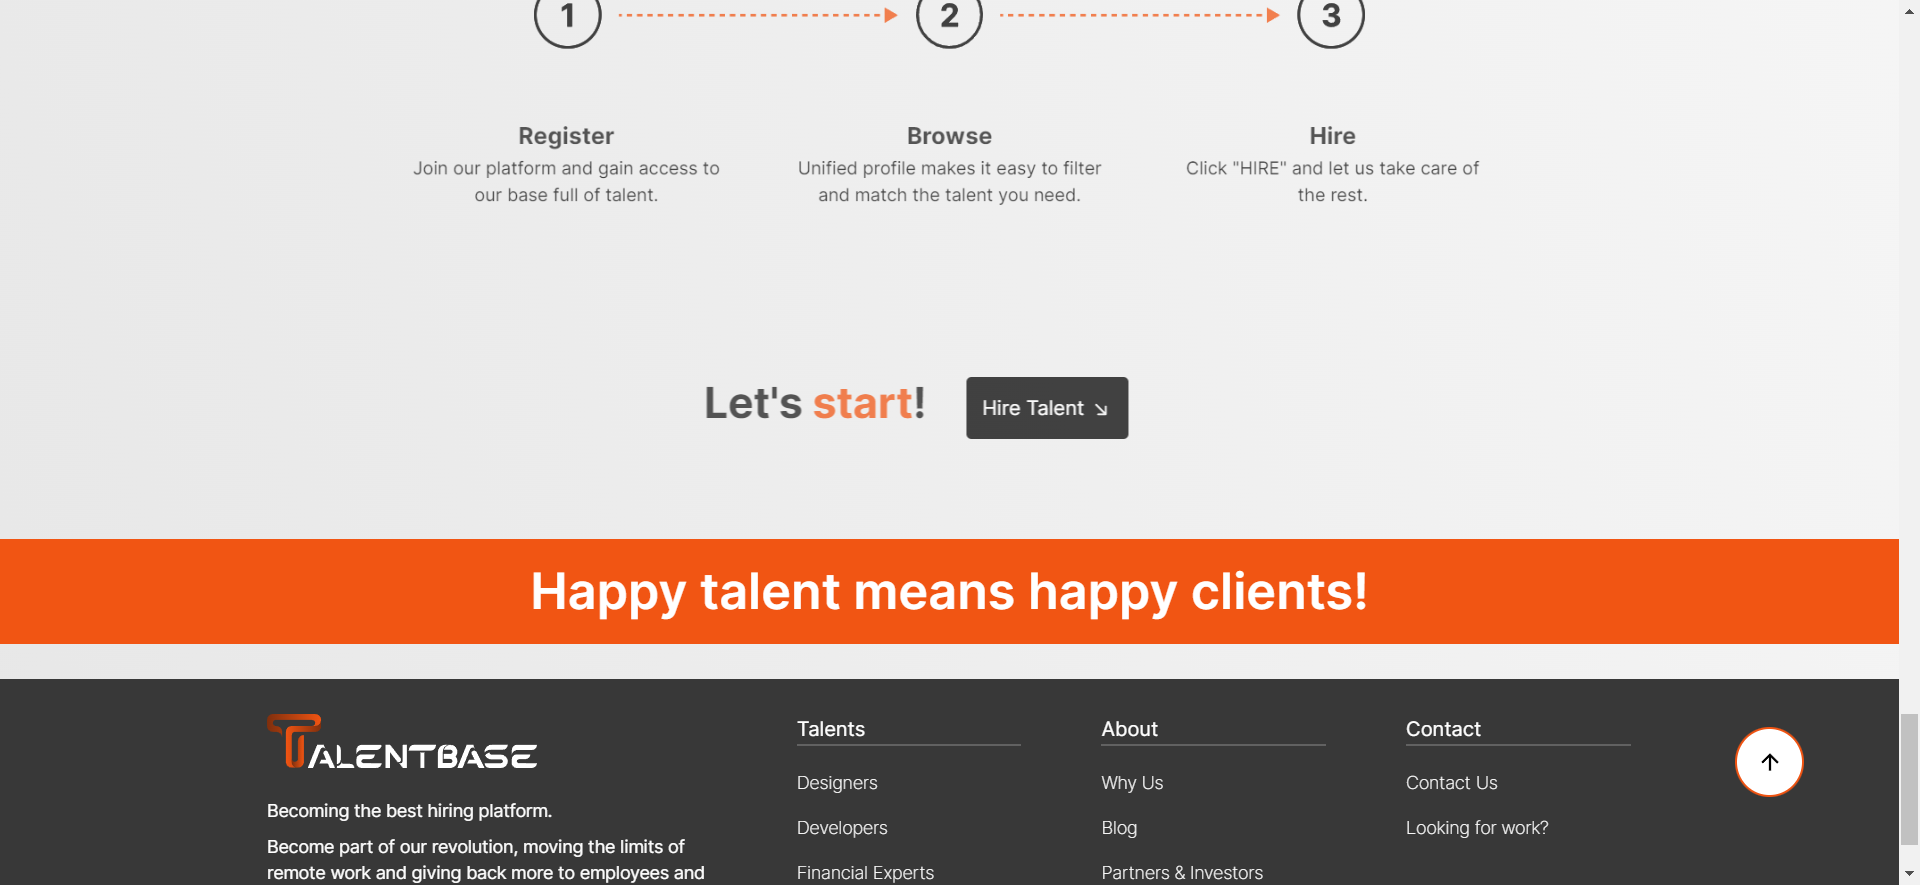 1
2
3
Register
Join our platform and gain access to
our base full of talent.
Browse
Unified profile makes it easy to filter
and match the talent you need.
Hire
Click "HIRE" and let us take care of
the rest.
Let's start!
Hire Talent
Happy talent means happy clients!
TALENTBASE
Becoming the best hiring platform.
Become part of our revolution, moving the limits of
remote work and giving back more to employees and
Talents
Designers
Developers
Financial Experts
About
Why Us
Blog
Partners & Investors
Contact
Contact Us
Looking for work?